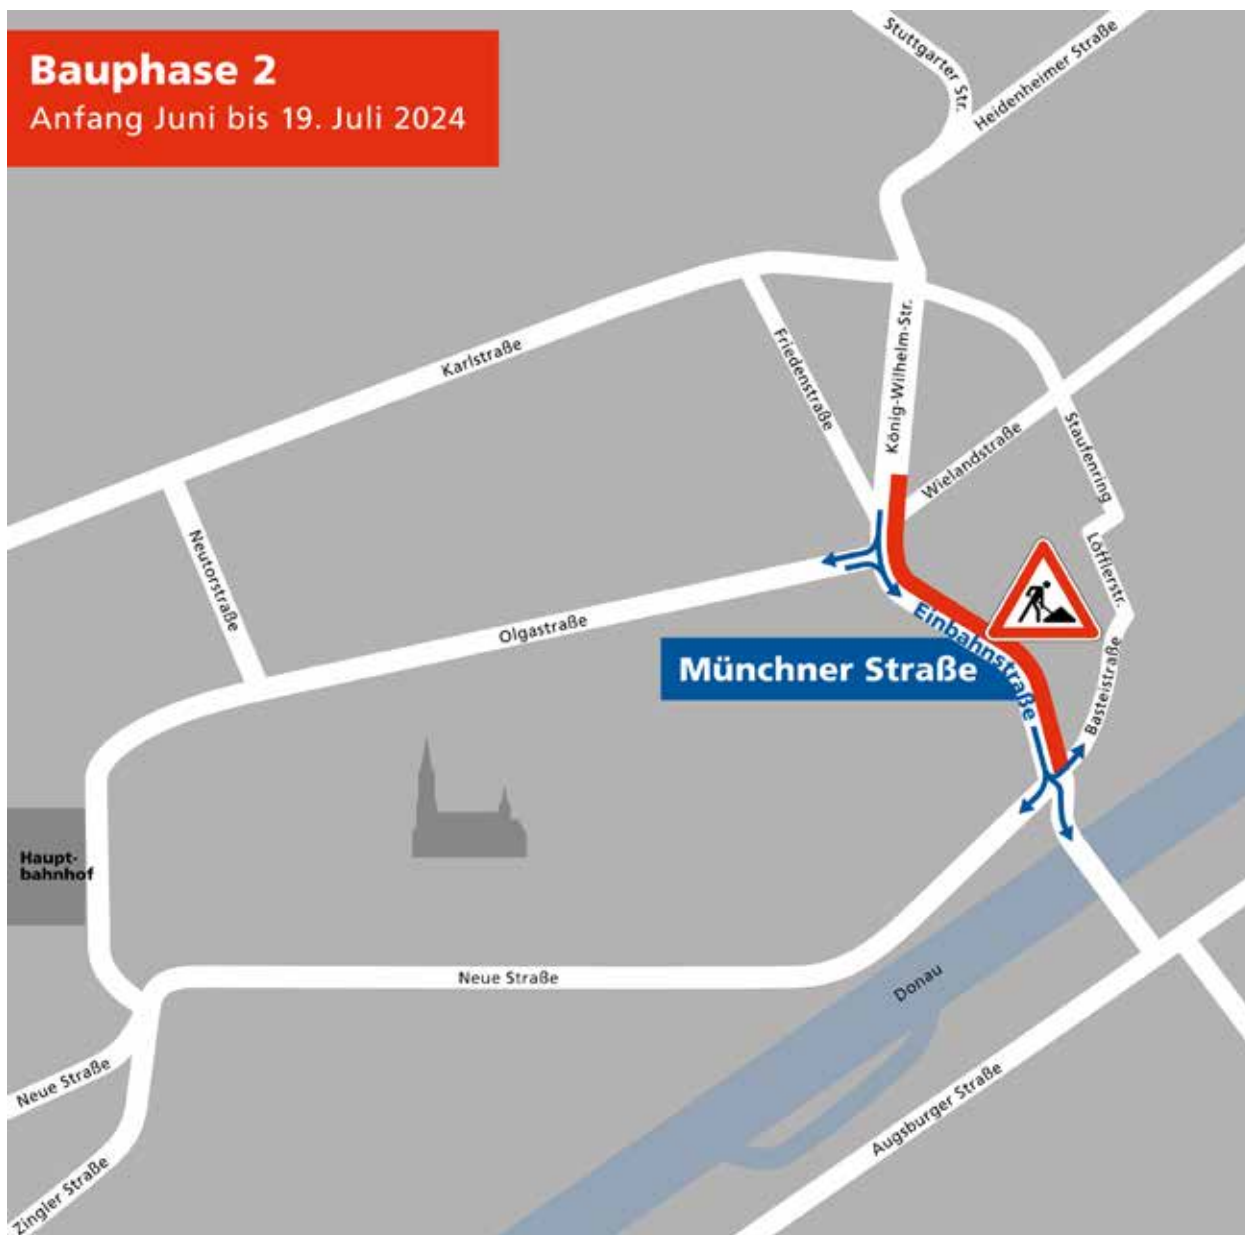 Bauphase 2
Anfang Juni bis 19. Juli 2024
Stuttgarter Str.
Heidenheimer Straße
Karlstraße
Friedenstraße
König-Wilhelm-Str.
Wielandstraße
Staufenring
Neutorstraße
Löfflerstr.
Olgastraße
Einbahnstraße
Münchner Straße
Basteistraße
Haupt-
bahnhof
Neue Straße
Donau
Neue Straße
Augsburger Straße
Zingler Straße